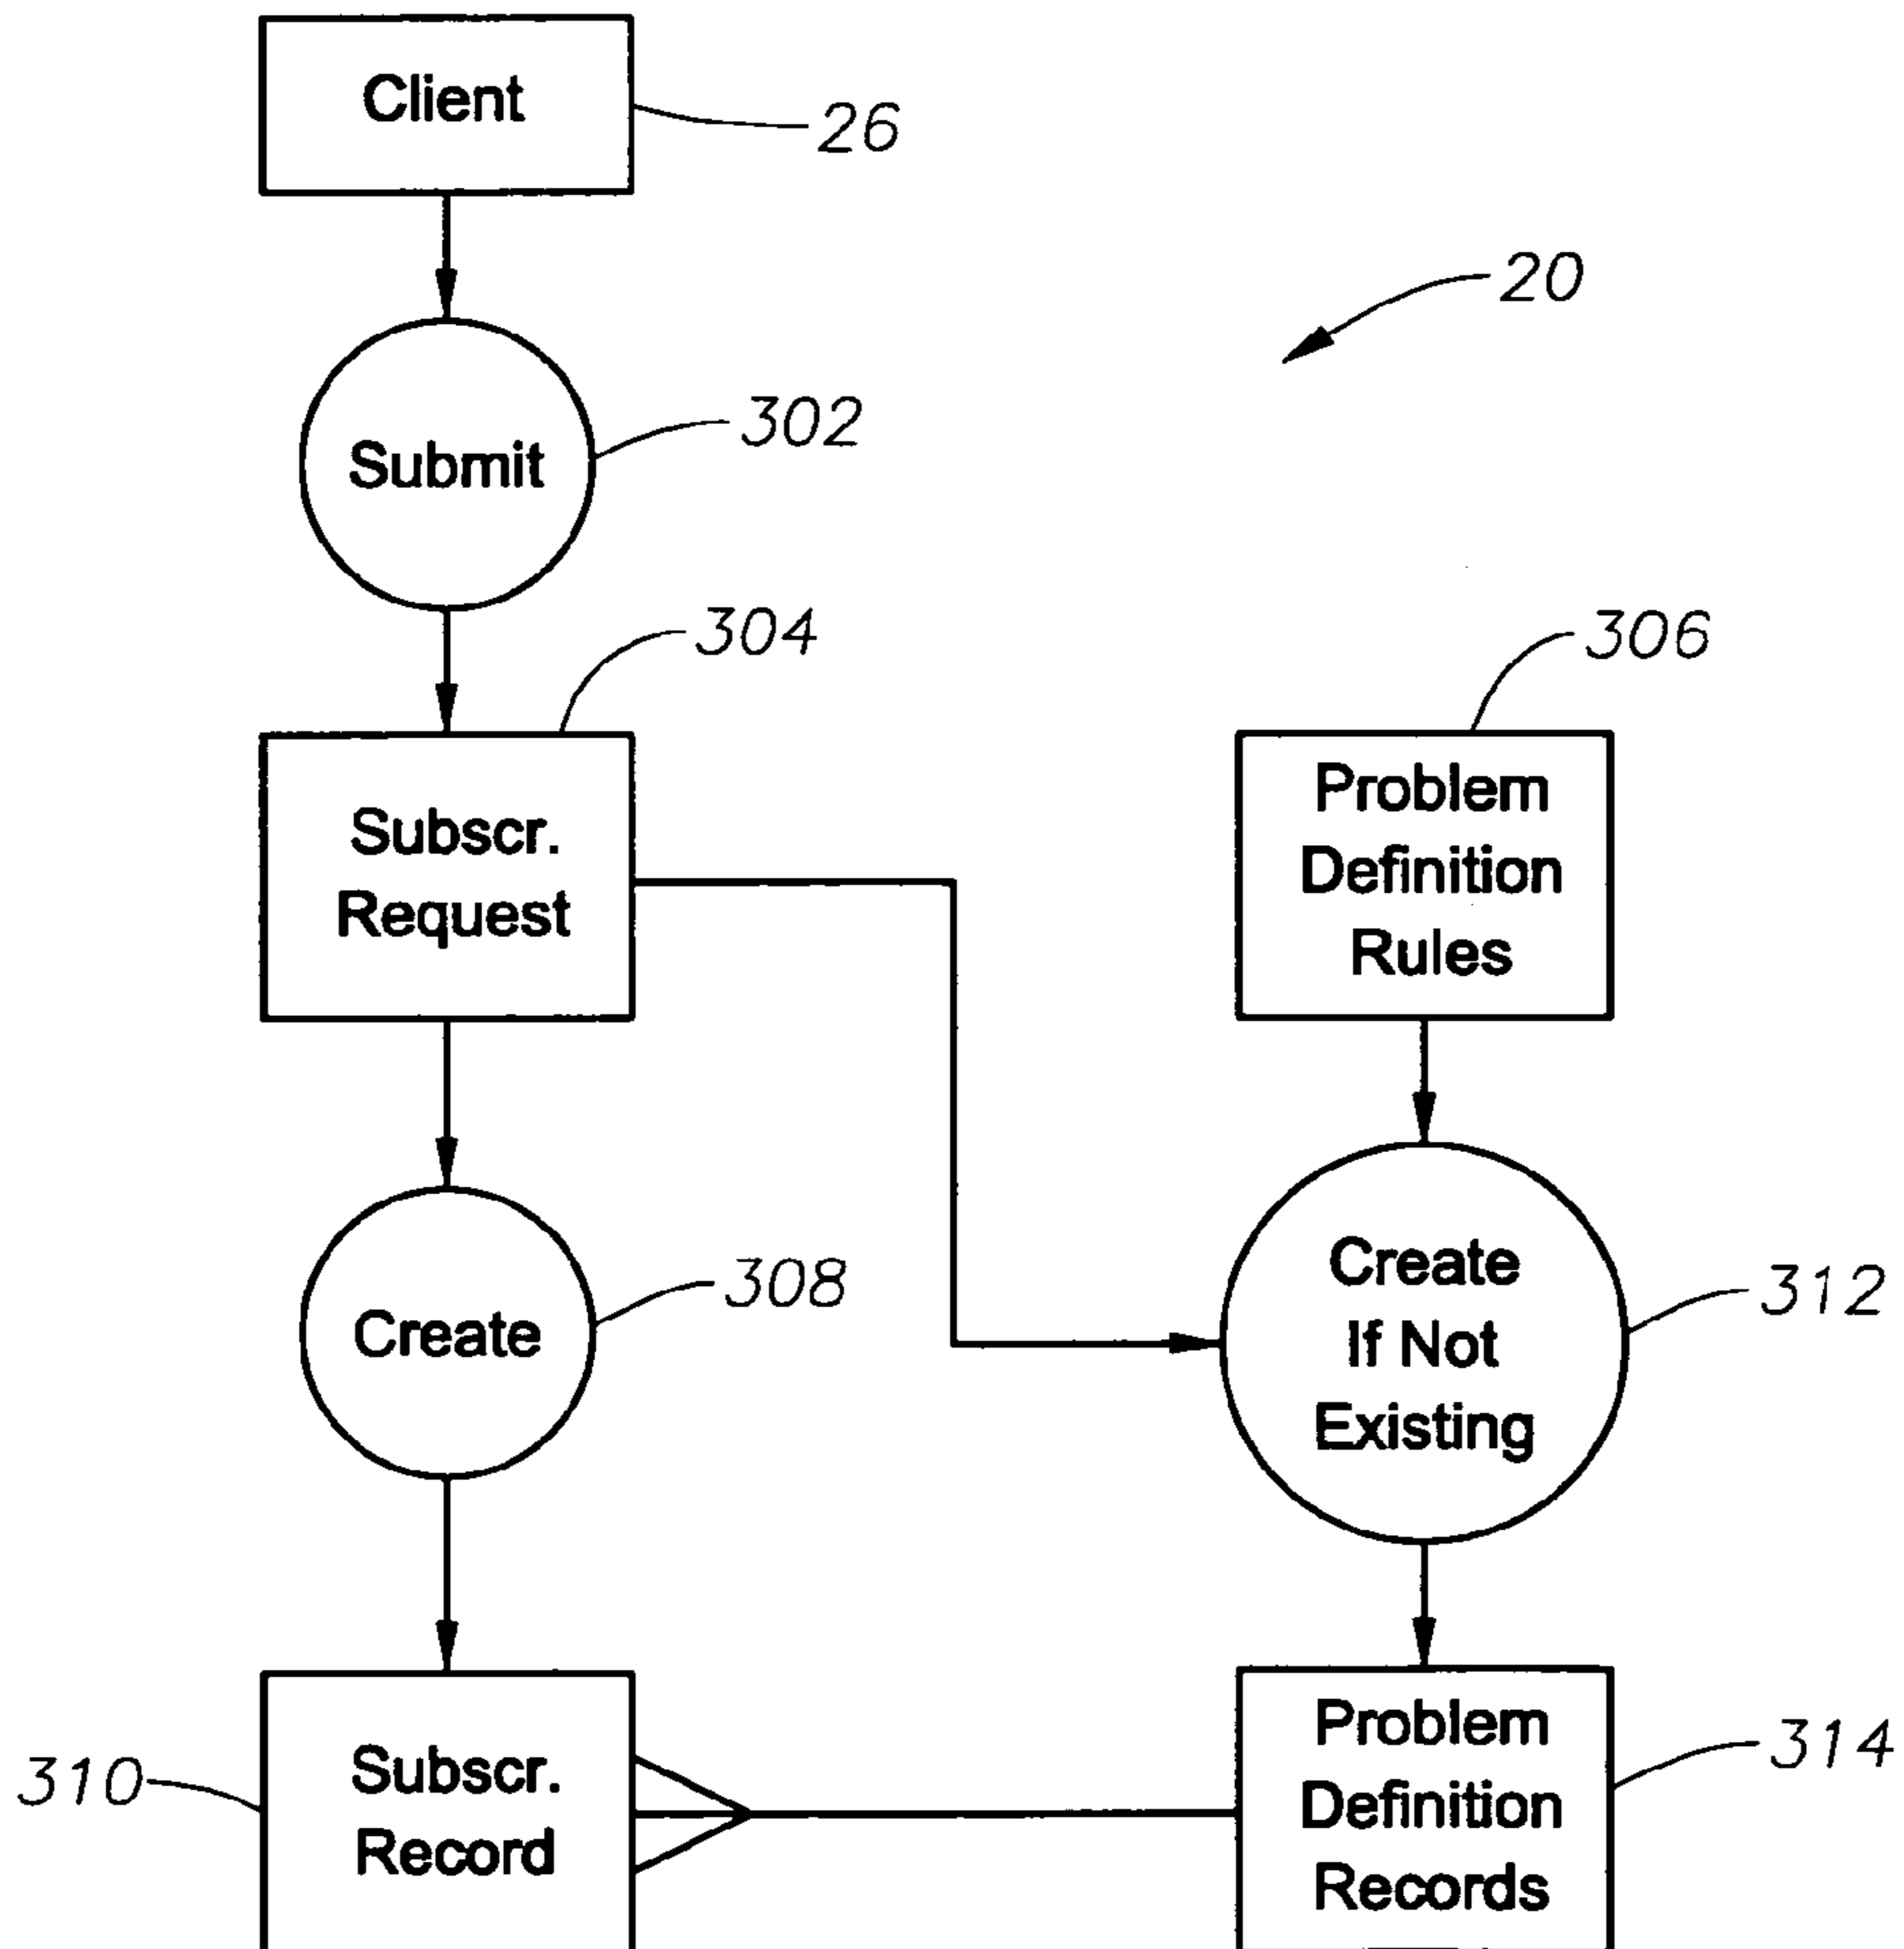 Client
26
20
Submit
302
304
306
Subscr.
Request
Problem
Definition
Rules
Create
308
Create
If Not
Existing
312
310
Subscr.
Record
Problem
Definition
Records
314